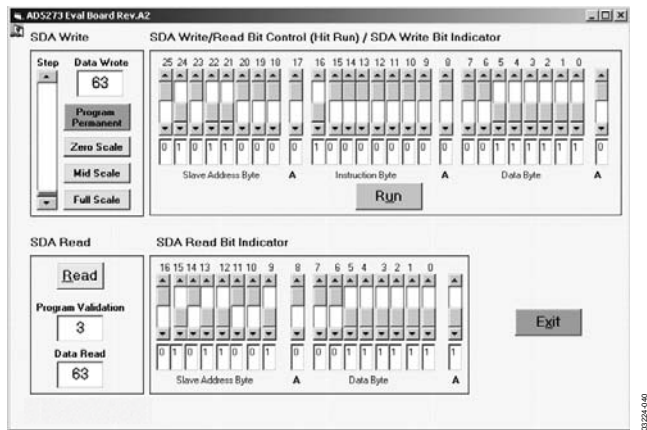 AD5273 Eval Board Rev.A2
SDA Write
SDA Write/Read Bit Control (Hit Run) / SDA Write Bit Indicator
Step Data Wrote
63
Program Permanent
Zero Scale
Mid Scale
Full Scale
25 24 23 22 21 20 19 18 17 16 15 14 13 12 11 10 9 8 7 6 5 4 3 2 1 0
0 1 0 1 1 0 0 0 0 1 0 0 0 0 0 0 0 0 0 0 1 1 1 1 1 1 0
Slave Address Byte A Instruction Byte A Data Byte A
Run
SDA Read
SDA Read Bit Indicator
Read
Program Validation
3
Data Read
63
16 15 14 13 12 11 10 9 8 7 6 5 4 3 2 1 0
0 1 0 1 1 0 0 1 0 0 0 1 1 1 1 1 1 1
Slave Address Byte A Data Byte A
Exit
03224-040